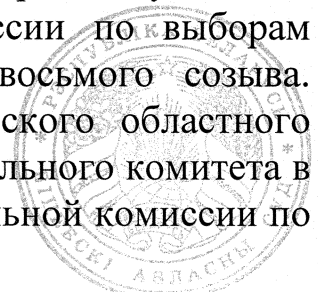 ссии по выборам
восьмого созыва.
ского областного
льного комитета в
льной комиссии по